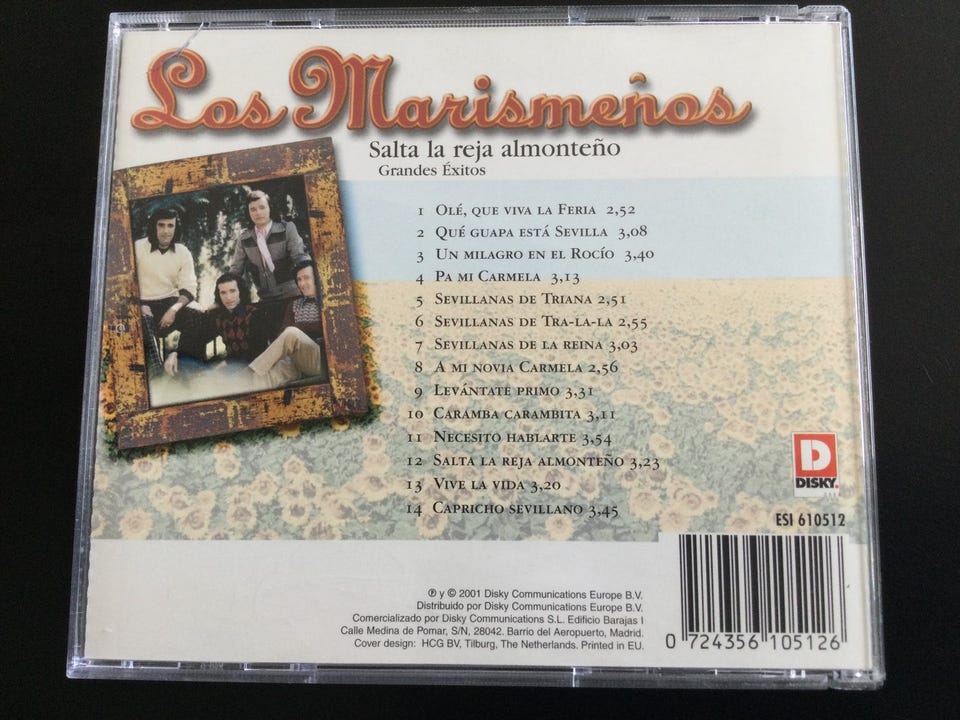 Los Marismeños
Salta la reja almonteño
Grandes Éxitos
1 Olé, que viva la Feria 2,52
2 Qué guapa está Sevilla 3,08
3 Un milagro en el Rocío 3,40
4 Pa mi Carmela 3,13
5 Sevillanas de Triana 2,51
6 Sevillanas de Tra-la-la 2,55
7 Sevillanas de la reina 3,03
8 A mi novia Carmela 2,56
9 Levántate primo 3,31
10 Caramba carambita 3,11
11 Necesito hablarte 3,54
12 Salta la reja almonteño 3,23
13 Vive la vida 3,20
14 Capricho sevillano 3,45
D
DISKY
ESI 610512
℗ y © 2001 Disky Communications Europe B.V.
Distribuido por Disky Communications Europe B.V.
Comercializado por Disky Communications S.L. Edificio Barajas I
Calle Medina de Pomar, S/N, 28042. Barrio del Aeropuerto, Madrid.
Cover design: HCG BV, Tilburg, The Netherlands. Printed in EU.
0 724356 105126